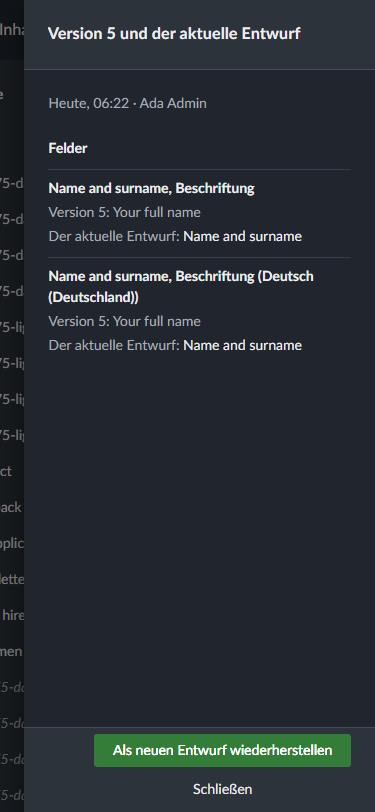 Version 5 und der aktuelle Entwurf
Heute, 06:22 · Ada Admin
Felder
Name and surname, Beschriftung
Version 5: Your full name
Der aktuelle Entwurf: Name and surname
Name and surname, Beschriftung (Deutsch
(Deutschland))
Version 5: Your full name
Der aktuelle Entwurf: Name and surname
Als neuen Entwurf wiederherstellen
Schließen